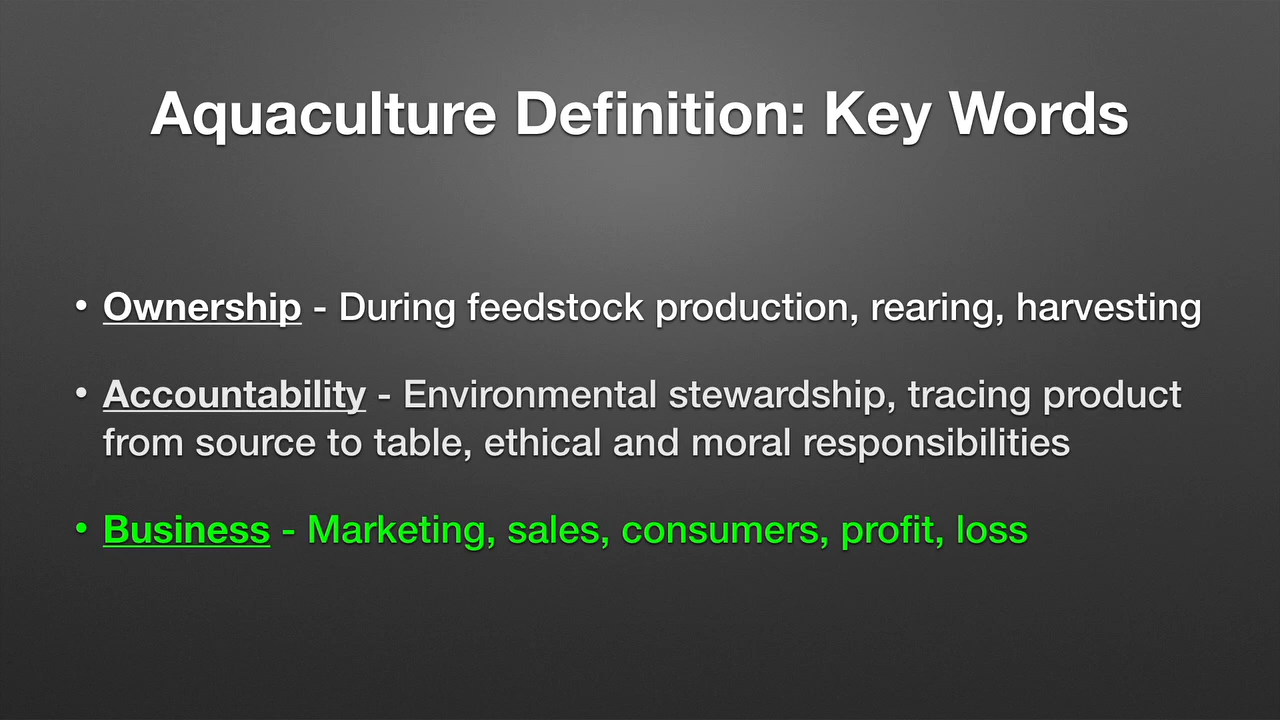 Aquaculture Definition: Key Words
• Ownership - During feedstock production, rearing, harvesting
• Accountability - Environmental stewardship, tracing product
from source to table, ethical and moral responsibilities
• Business - Marketing, sales, consumers, profit, loss